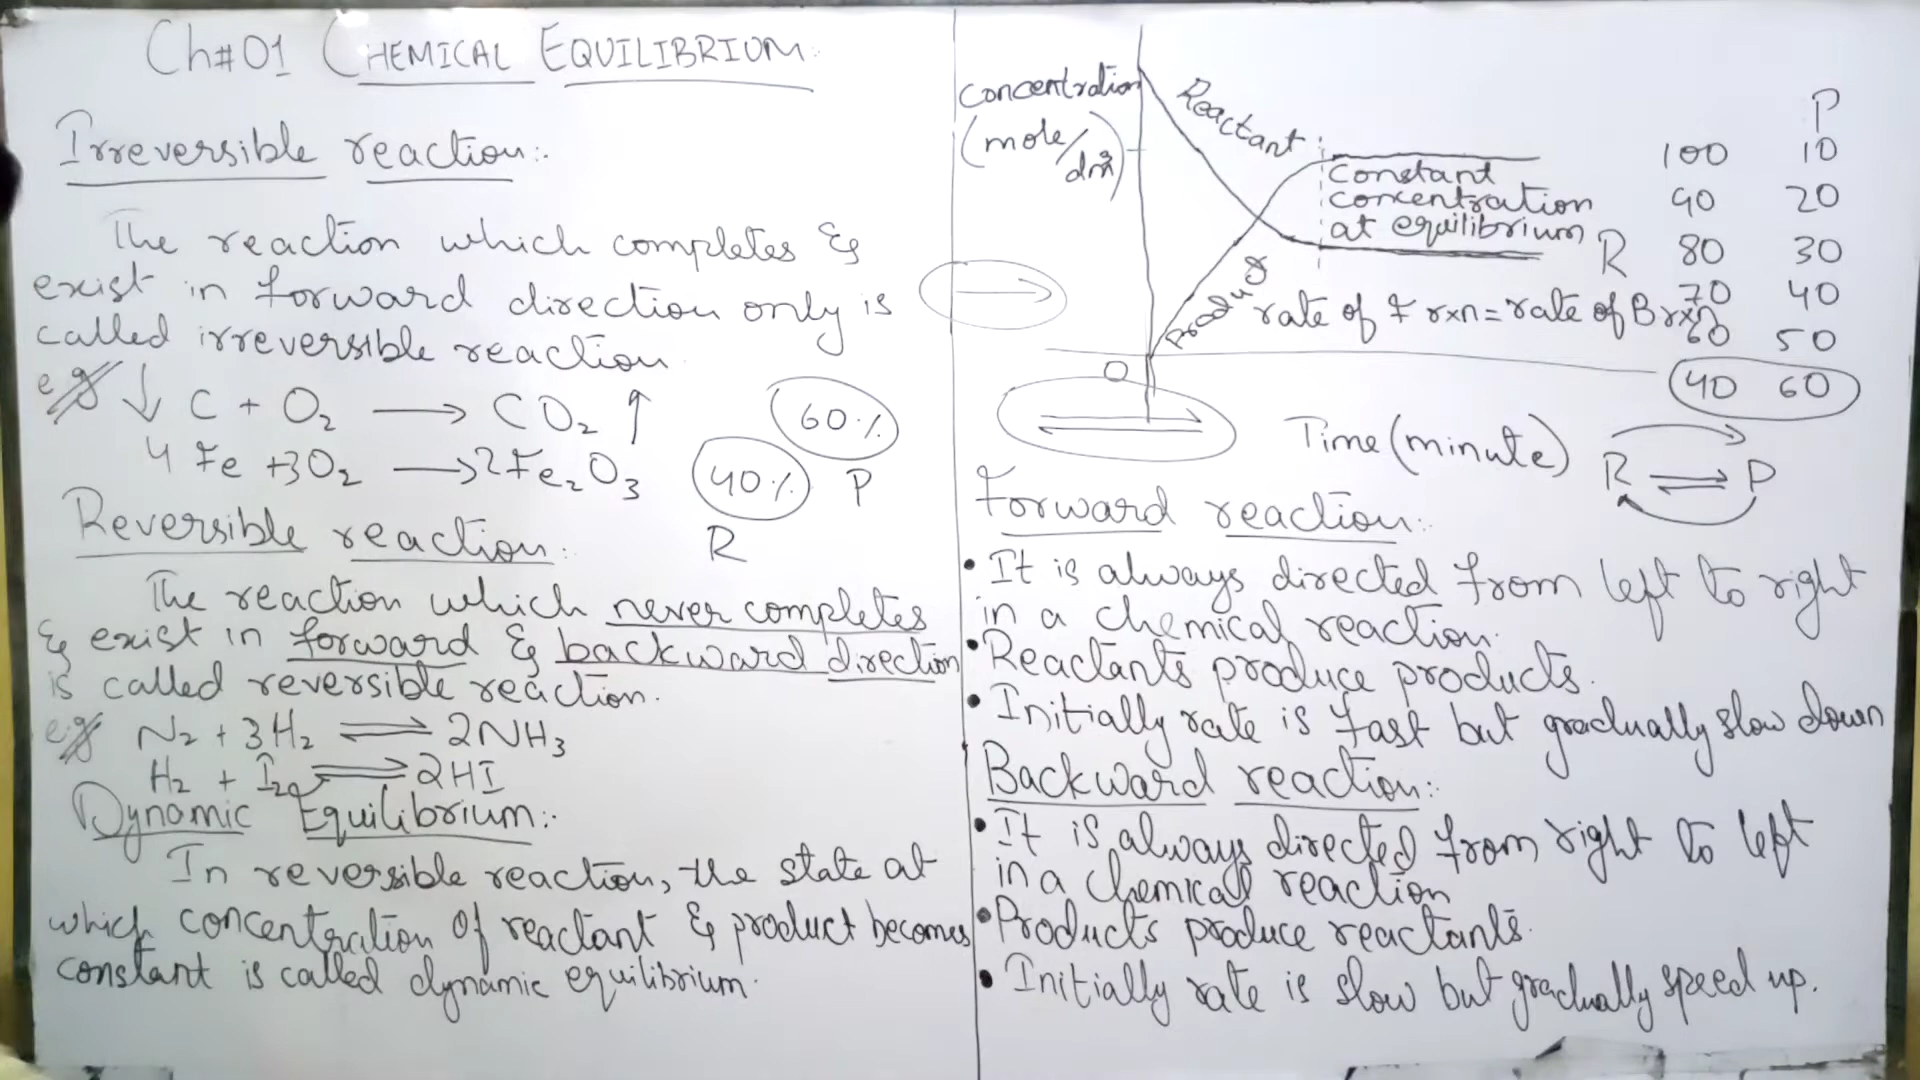 Ch#01 CHEMICAL EQUILIBRIUM:
Irreversible reaction:.
The reaction which completes &
exist in forward direction only is
called irreversible reaction
eg ↓ C + O₂ → CO₂ ↑
4 Fe + 3O₂ → 2Fe₂O₃
60%
P
40%
R
Reversible reaction:
The reaction which never completes
& exist in forward & backward direction
is called reversible reaction.
eg N₂ + 3H₂ ⇌ 2NH₃
H₂ + I₂ ⇌ 2HI
Dynamic Equilibrium:.
In reversible reaction, the state at
which concentration of reactant & product becomes
constant is called dynamic equilibrium.
Concentration
(mole/dm³)
Reactant
Constant
concentration
at equilibrium
Product
rate of F rxn = rate of B rxn
O
Time (minute)
P
100 10
90 20
R 80 30
70 40
60 50
40 60
R ⇌ P
Forward reaction:.
• It is always directed from left to right
in a chemical reaction.
• Reactants produce products.
• Initially rate is fast but gradually slow down
Backward reaction:.
• It is always directed from right to left
in a chemical reaction
• Products produce reactants.
• Initially rate is slow but gradually speed up.